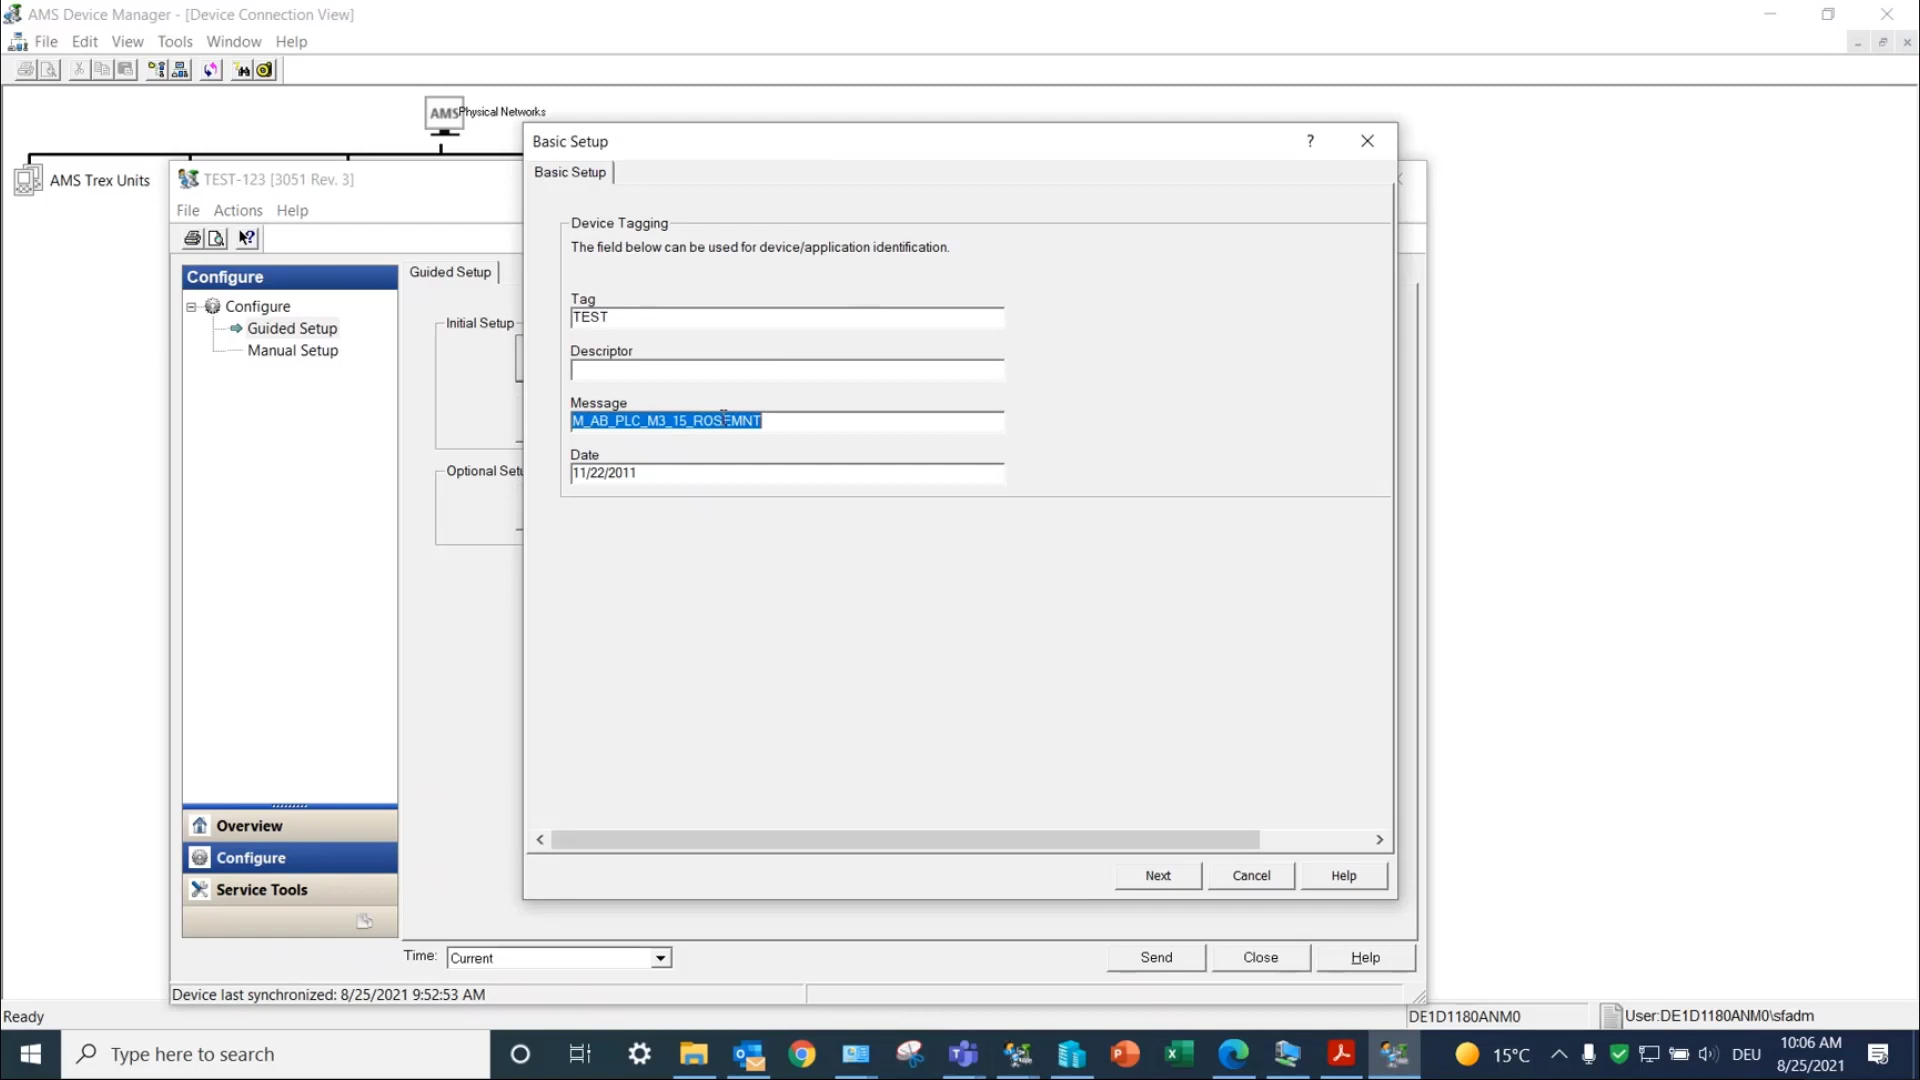 AMS Device Manager - [Device Connection View]
File Edit View Tools Window Help
AMS Physical Networks
AMS Trex Units
TEST-123 [3051 Rev. 3]
File Actions Help
Configure
Configure
Guided Setup
Manual Setup
Overview
Configure
Service Tools
Guided Setup
Initial Setup
Optional Setu
Basic Setup
?
Basic Setup
Device Tagging
The field below can be used for device/application identification.
Tag
TEST
Descriptor
Message
M_AB_PLC_M3_15_ROSEMNT
Date
11/22/2011
Next Cancel Help
Time: Current
Send Close Help
Device last synchronized: 8/25/2021 9:52:53 AM
Ready
DE1D1180ANM0
User:DE1D1180ANM0\sfadm
Type here to search
15°C
DEU
10:06 AM
8/25/2021